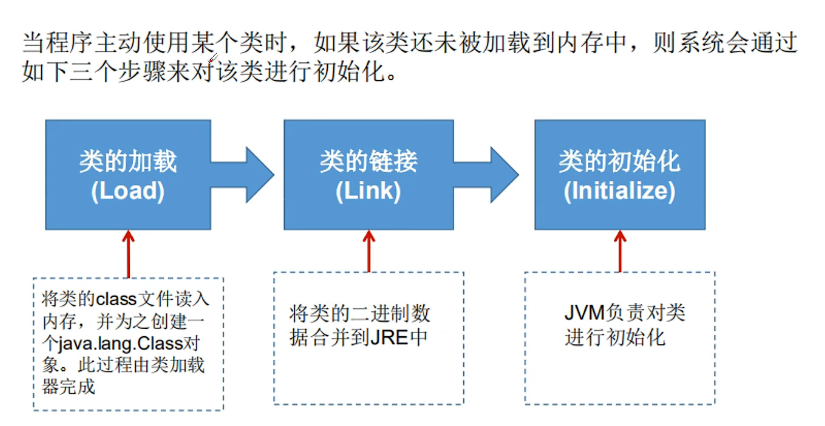 当程序主动使用某个类时，如果该类还未被加载到内存中，则系统会通过
如下三个步骤来对该类进行初始化。
类的加载
(Load)
类的链接
(Link)
类的初始化
(Initialize)
将类的class文件读入
内存，并为之创建一
个java.lang.Class对
象。此过程由类加载
器完成
将类的二进制数
据合并到JRE中
JVM负责对类
进行初始化